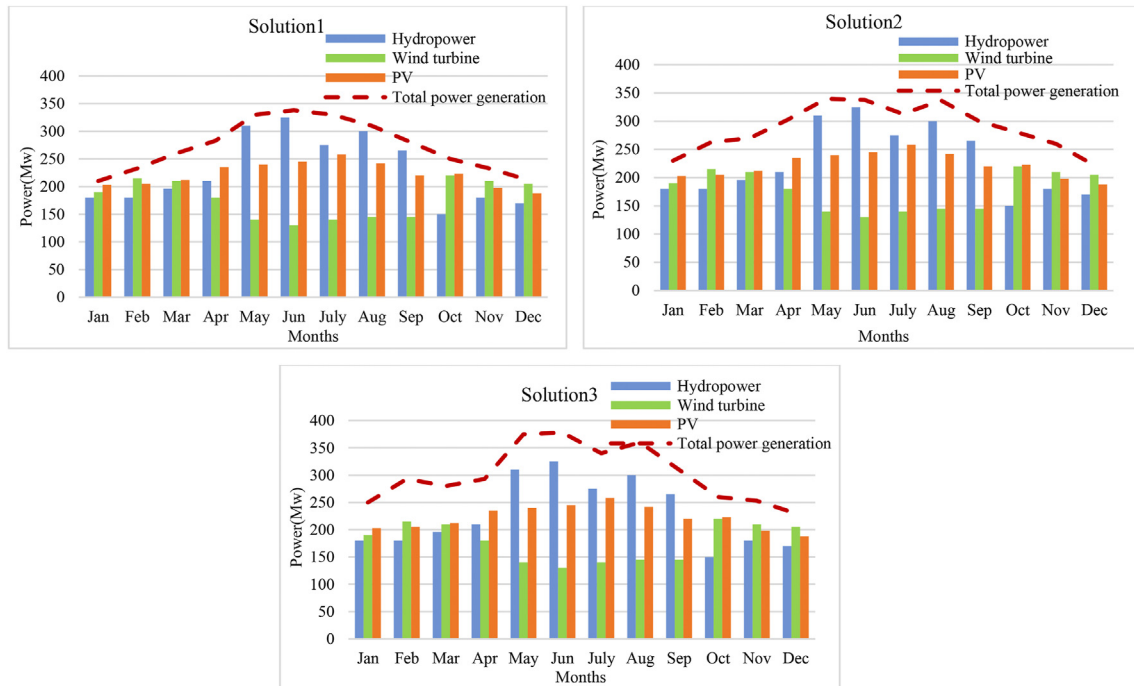 Solution1
Hydropower
Wind turbine
PV
Total power generation
400
350
300
250
200
150
100
50
0
Power(Mw)
Jan Feb Mar Apr May Jun July Aug Sep Oct Nov Dec
Months
Solution2
Hydropower
Wind turbine
PV
Total power generation
400
350
300
250
200
150
100
50
0
Power(Mw)
Jan Feb Mar Apr May Jun July Aug Sep Oct Nov Dec
Months
Solution3
Hydropower
Wind turbine
PV
Total power generation
400
350
300
250
200
150
100
50
0
Power(Mw)
Jan Feb Mar Apr May Jun July Aug Sep Oct Nov Dec
Months